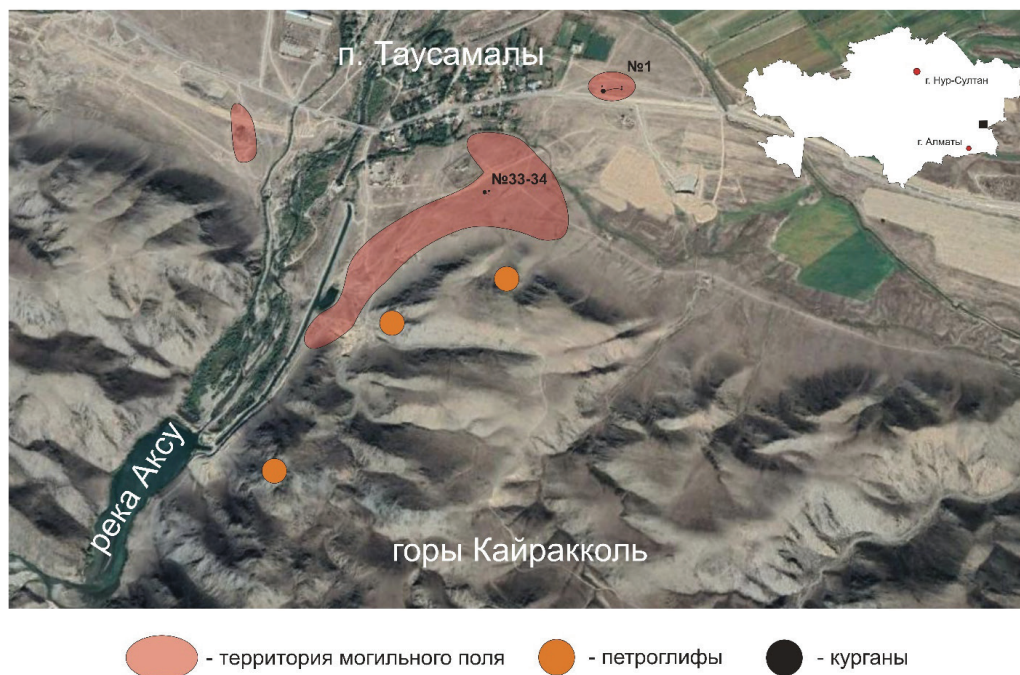 п. Таусамалы
№1
г. Нур-Султан
г. Алматы
№33-34
река Аксу
горы Кайракколь
- территория могильного поля
- петроглифы
- курганы